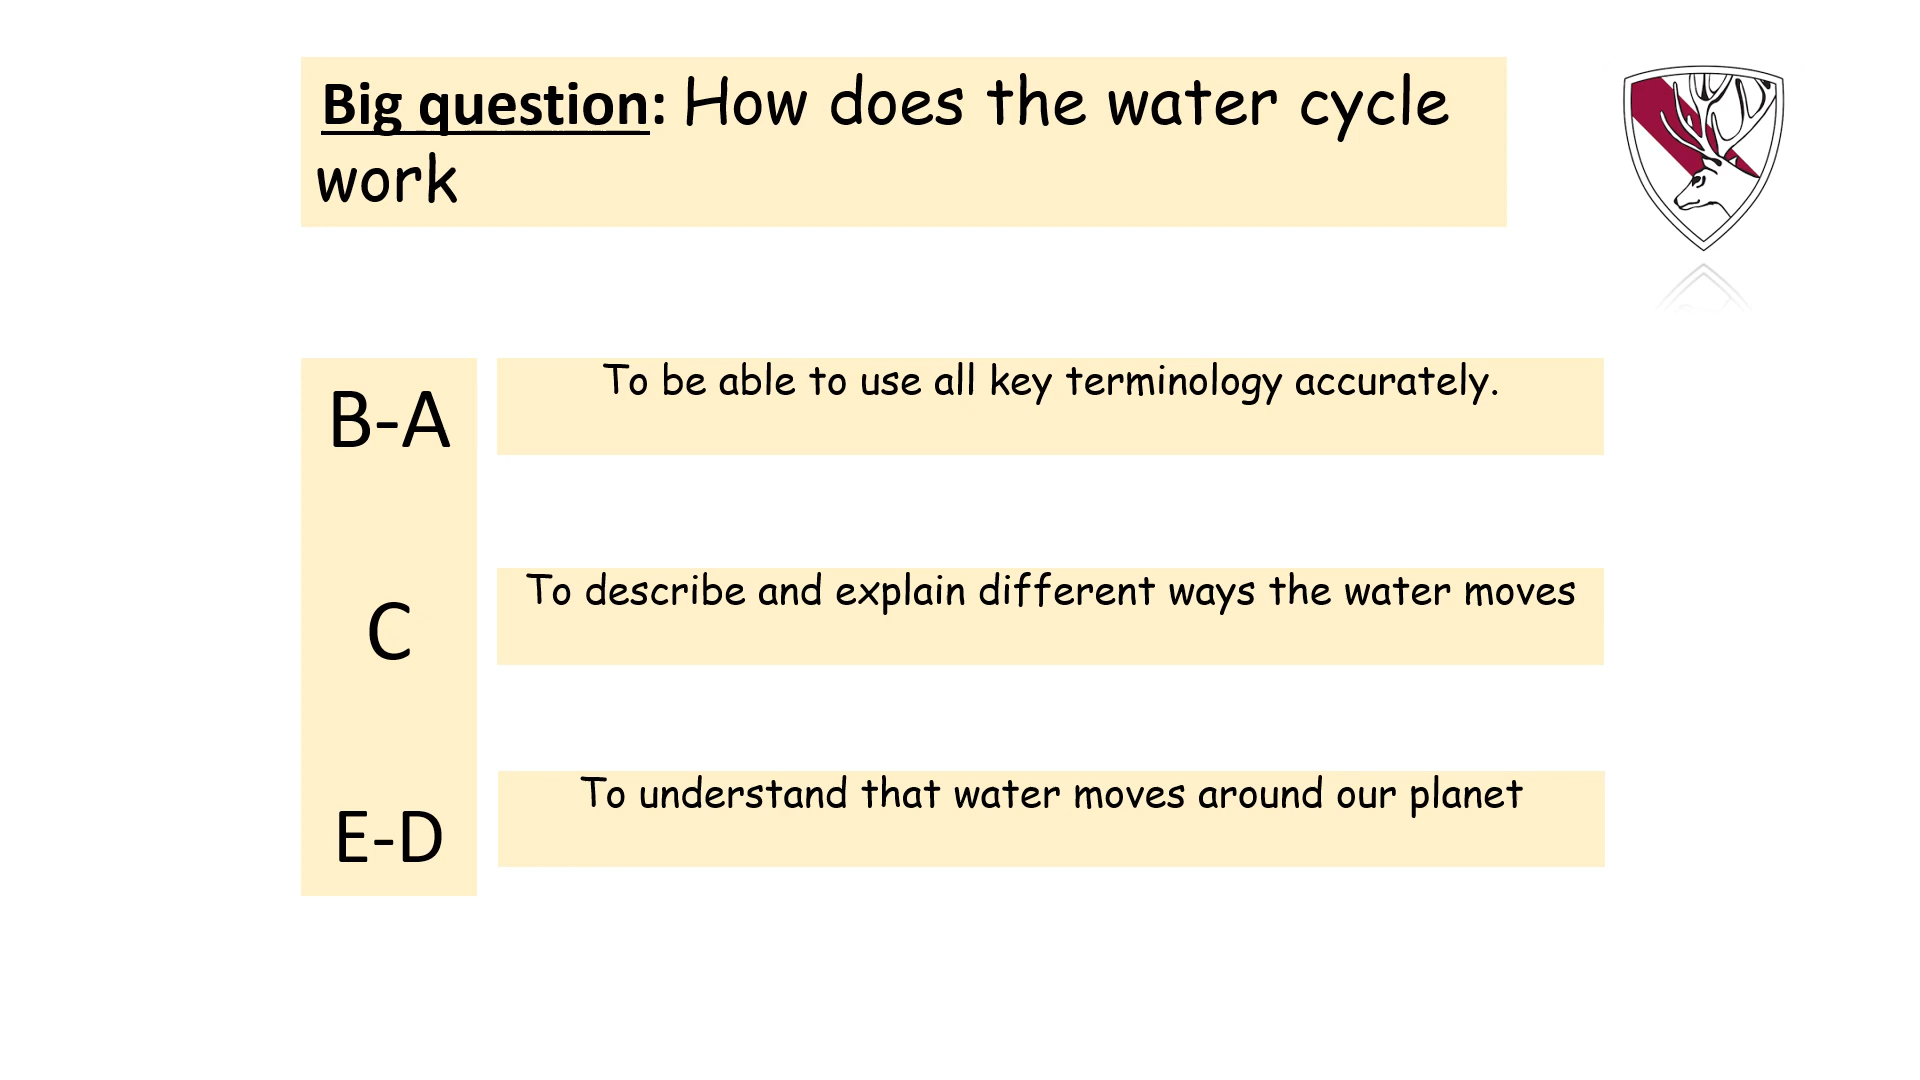 Big question: How does the water cycle
work
B-A
To be able to use all key terminology accurately.
C
To describe and explain different ways the water moves
E-D
To understand that water moves around our planet